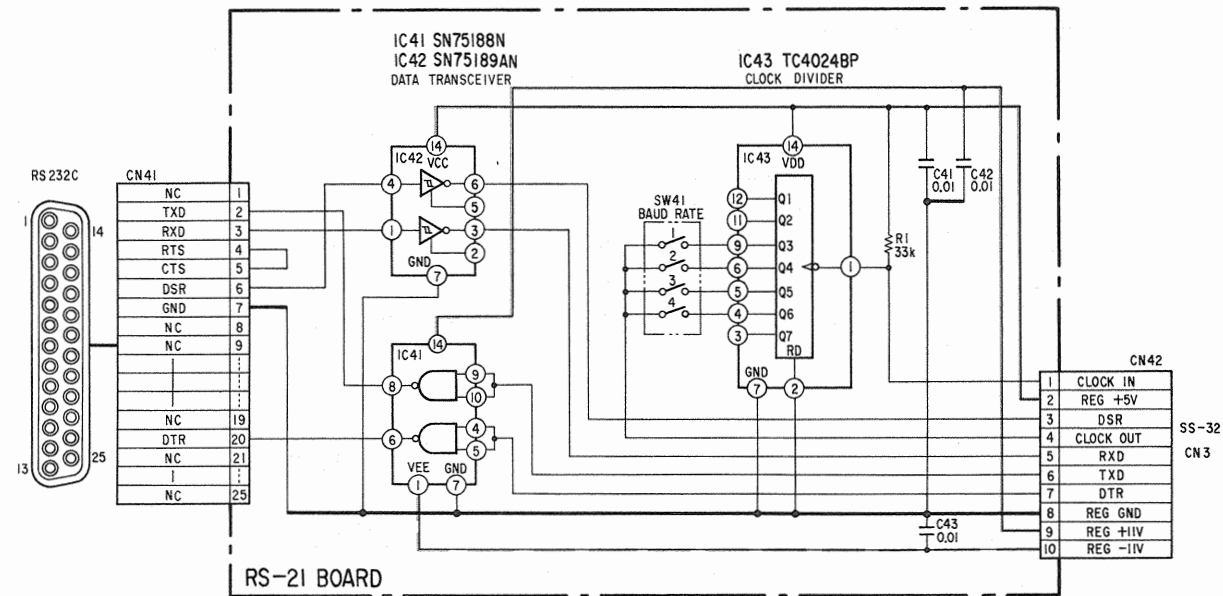 IC41 SN75188N
IC42 SN75189AN
DATA TRANSCEIVER
IC43 TC4024BP
CLOCK DIVIDER
RS232C
1
14
13
25
CN41
NC 1
TXD 2
RXD 3
RTS 4
CTS 5
DSR 6
GND 7
NC 8
NC 9
NC 19
DTR 20
NC 21
NC 25
14
IC42 VCC
4 6
5
1 3
2
GND
7
14
IC41
8 9
10
6 4
5
VEE GND
1 7
SW41
BAUD RATE
1
2
3
4
14
IC43 VDD
12 Q1
11 Q2
9 Q3
6 Q4 1
5 Q5
4 Q6
3 Q7
RD
GND
7 2
R1
33k
C41
0.01
C42
0.01
C43
0.01
CN42
1 CLOCK IN
2 REG +5V
3 DSR
4 CLOCK OUT
5 RXD
6 TXD
7 DTR
8 REG GND
9 REG +11V
10 REG -11V
SS-32
CN3
RS-21 BOARD